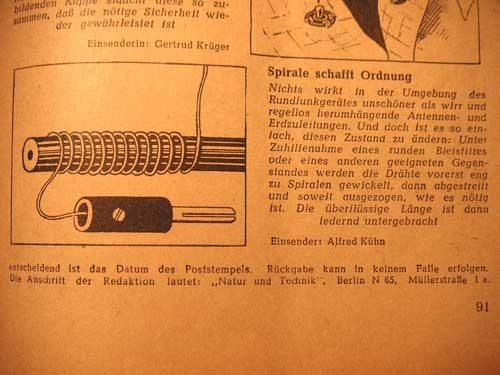 bildenden Kappe
sammen, daß die nötige Sicherheit wie-
der gewährleistet ist
Einsenderin: Gertrud Krüger
Spirale schafft Ordnung
Nichts wirkt in der Umgebung des
Rundfunkgerätes unschöner als wirr und
regellos herumhängende Antennen- und
Erdzuleitungen. Und doch ist es so ein-
fach, diesen Zustand zu ändern: Unter
Zuhilfenahme eines runden Bleistiftes
oder eines anderen geeigneten Gegen-
standes werden die Drähte vorerst eng
zu Spiralen gewickelt, dann abgestreift
und soweit ausgezogen, wie es nötig
ist. Die überflüssige Länge ist dann
federnd untergebracht
Einsender: Alfred Kühn
entscheidend ist das Datum des Poststempels. Rückgabe kann in keinem Falle erfolgen.
Die Anschrift der Redaktion lautet: „Natur und Technik", Berlin N 65, Müllerstraße 1 a.
91